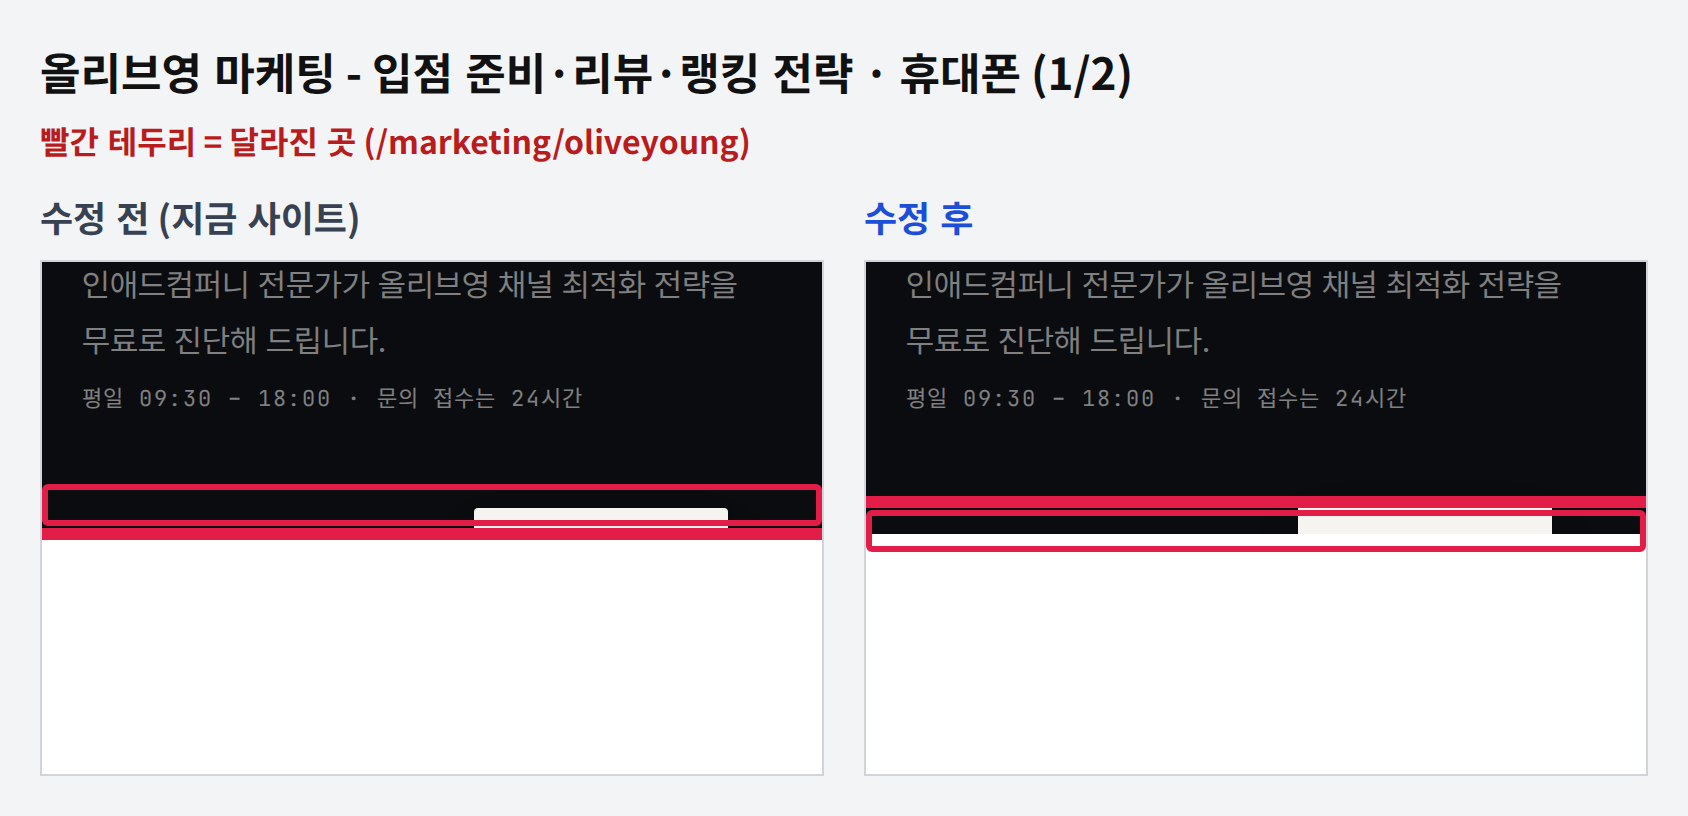 올리브영 마케팅 - 입점 준비·리뷰·랭킹 전략 · 휴대폰 (1/2)
빨간 테두리 = 달라진 곳 (/marketing/oliveyoung)
수정 전 (지금 사이트)
인애드컴퍼니 전문가가 올리브영 채널 최적화 전략을
무료로 진단해 드립니다.
평일 09:30 – 18:00 · 문의 접수는 24시간
수정 후
인애드컴퍼니 전문가가 올리브영 채널 최적화 전략을
무료로 진단해 드립니다.
평일 09:30 – 18:00 · 문의 접수는 24시간